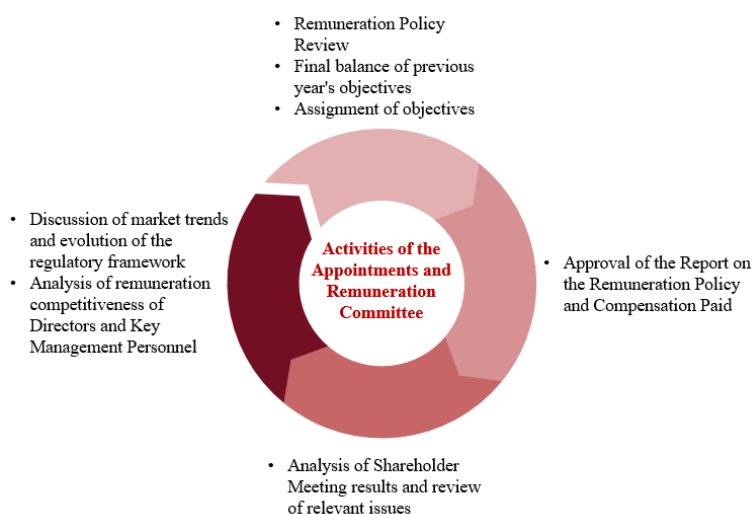 • Remuneration Policy
Review
• Final balance of previous
year's objectives
• Assignment of objectives
• Discussion of market trends
and evolution of the
regulatory framework
• Analysis of remuneration
competitiveness of
Directors and Key
Management Personnel
Activities of the
Appointments and
Remuneration
Committee
• Approval of the Report on
the Remuneration Policy
and Compensation Paid
• Analysis of Shareholder
Meeting results and review
of relevant issues